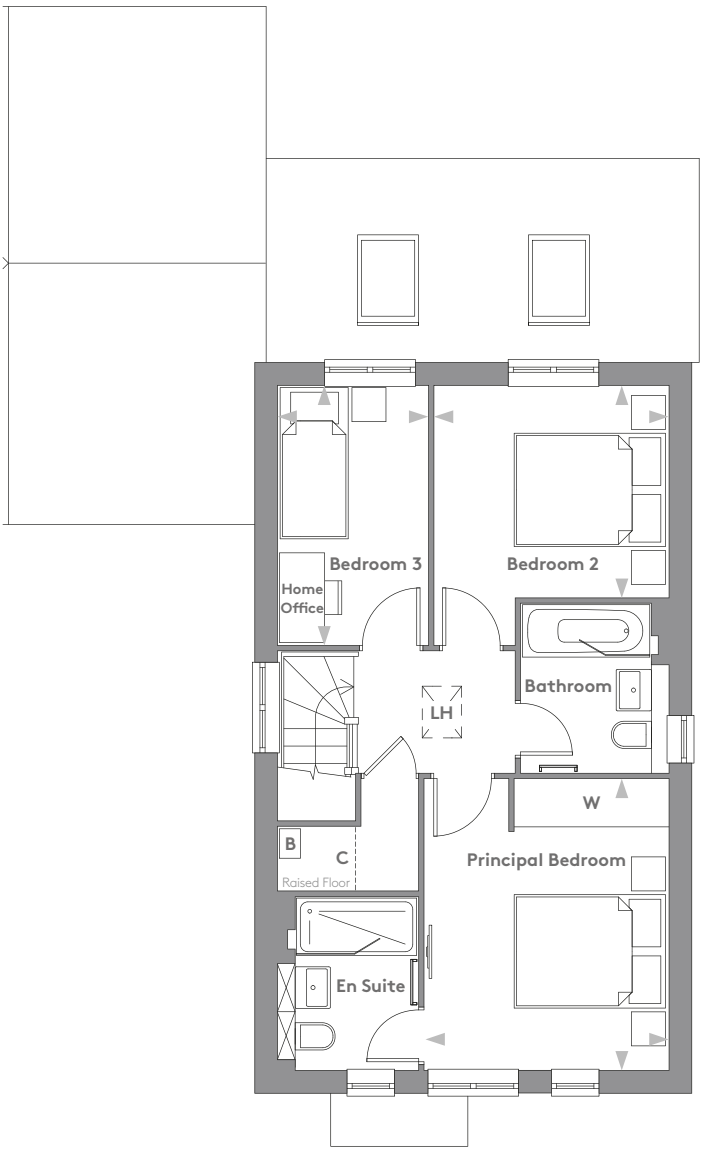 Bedroom 3
Bedroom 2
Home
Office
Bathroom
LH
W
B
C
Principal Bedroom
Raised Floor
En Suite